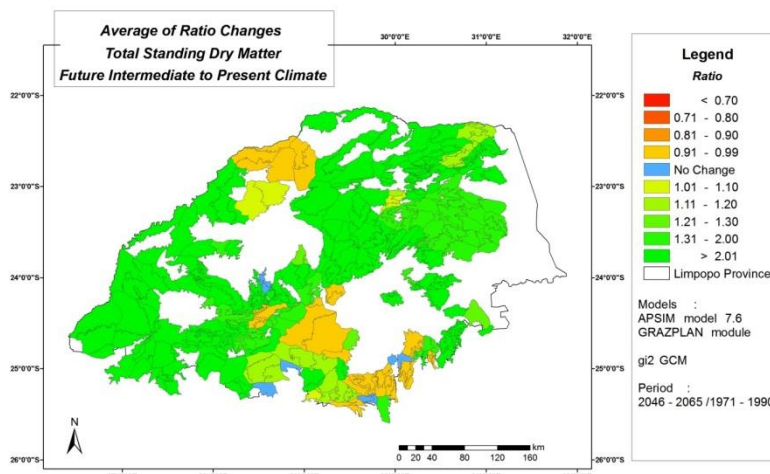 Average of Ratio Changes
Total Standing Dry Matter
Future Intermediate to Present Climate
30°0'0"E
31°0'0"E
32°0'0"E
22°0'0"S
22°0'0"S
23°0'0"S
23°0'0"S
24°0'0"S
24°0'0"S
25°0'0"S
25°0'0"S
26°0'0"S
26°0'0"S
N
km
0 20 40 80 120 160
Legend
Ratio
< 0.70
0.71 - 0.80
0.81 - 0.90
0.91 - 0.99
No Change
1.01 - 1.10
1.11 - 1.20
1.21 - 1.30
1.31 - 2.00
> 2.01
Limpopo Province
Models :
APSIM model 7.6
GRAZPLAN module
gi2 GCM
Period :
2046 - 2065 /1971 - 1990